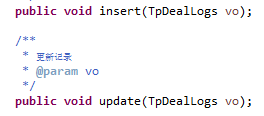 public void insert(TpDealLogs vo);
/**
* 更新记录
* @param vo
*/
public void update(TpDealLogs vo);